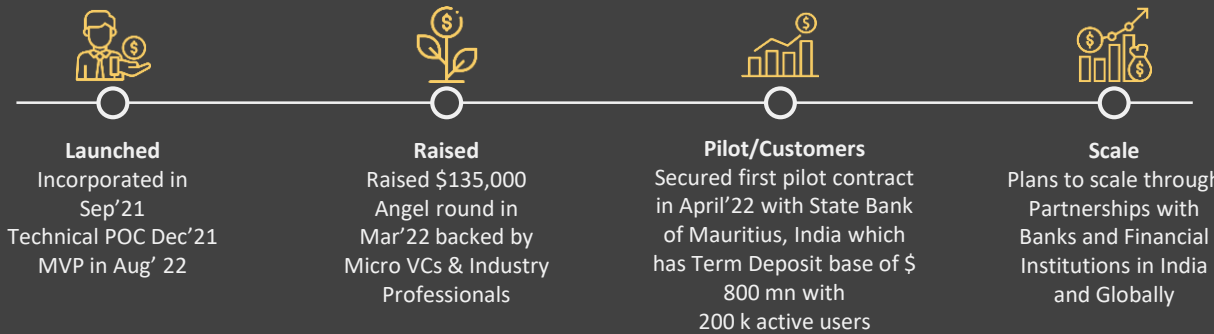 Launched
Incorporated in
Sep'21
Technical POC Dec'21
MVP in Aug' 22
Raised
Raised $135,000
Angel round in
Mar'22 backed by
Micro VCs & Industry
Professionals
Pilot/Customers
Secured first pilot contract
in April'22 with State Bank
of Mauritius, India which
has Term Deposit base of $
800 mn with
200 k active users
Scale
Plans to scale through
Partnerships with
Banks and Financial
Institutions in India
and Globally